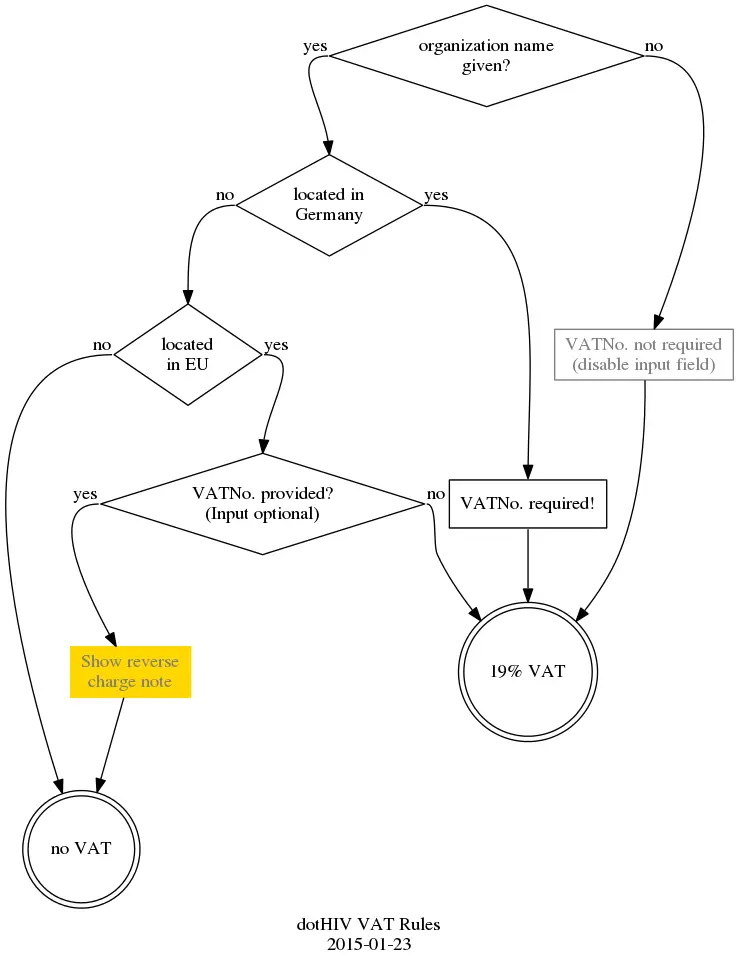 yes
organization name
given?
no
no
located in
Germany
yes
no
located
in EU
yes
VATNo. not required
(disable input field)
yes
VATNo. provided?
(Input optional)
no
VATNo. required!
Show reverse
charge note
19% VAT
no VAT
dotHIV VAT Rules
2015-01-23